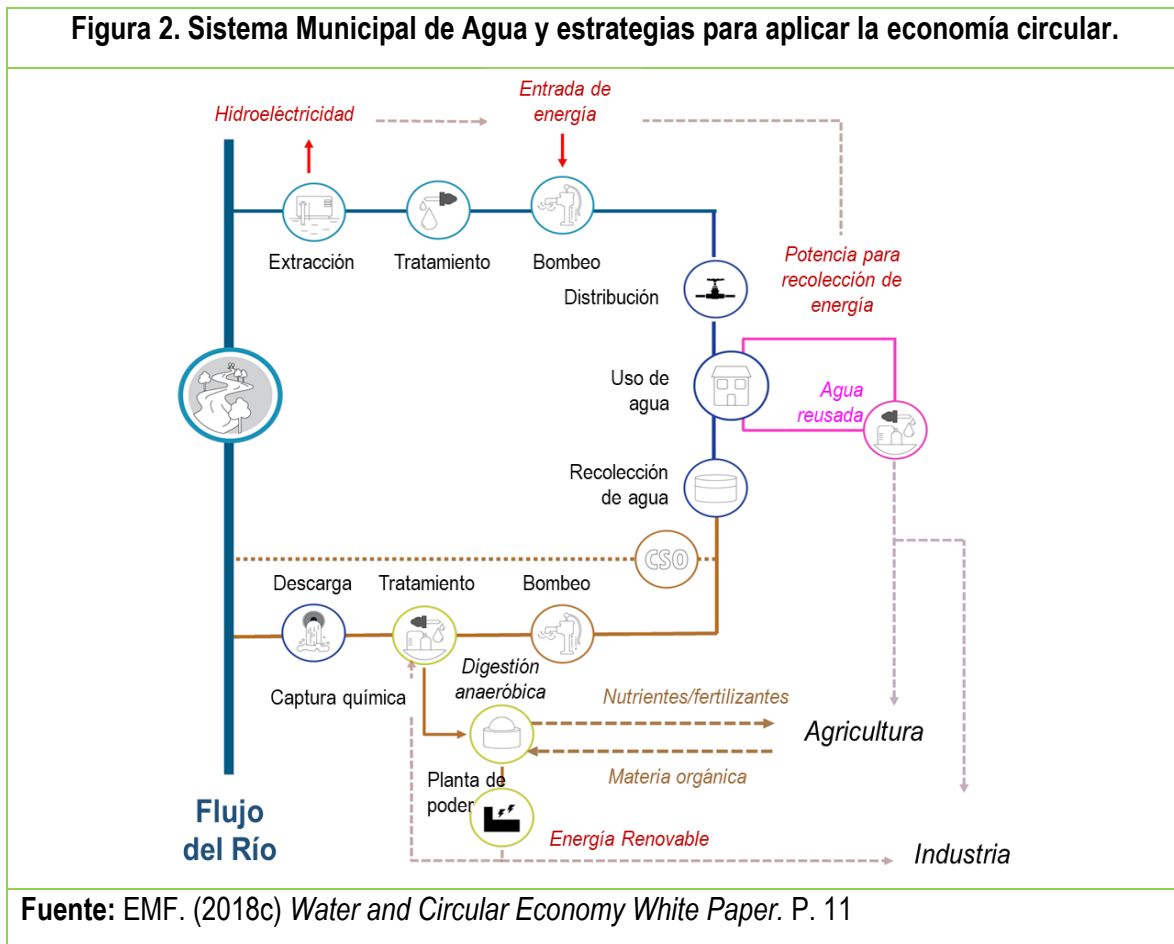 Figura 2. Sistema Municipal de Agua y estrategias para aplicar la economía circular.
Hidroeléctricidad
Entrada de
energía
Extracción
Tratamiento
Bombeo
Distribución
Potencia para
recolección de
energía
Uso de
agua
Agua
reusada
Recolección
de agua
CSO
Descarga
Tratamiento
Bombeo
Captura química
Digestión
anaeróbica
Nutrientes/fertilizantes
Agricultura
Materia orgánica
Planta de
poder
Energía Renovable
Industria
Flujo
del Río
Fuente: EMF. (2018c) Water and Circular Economy White Paper. P. 11